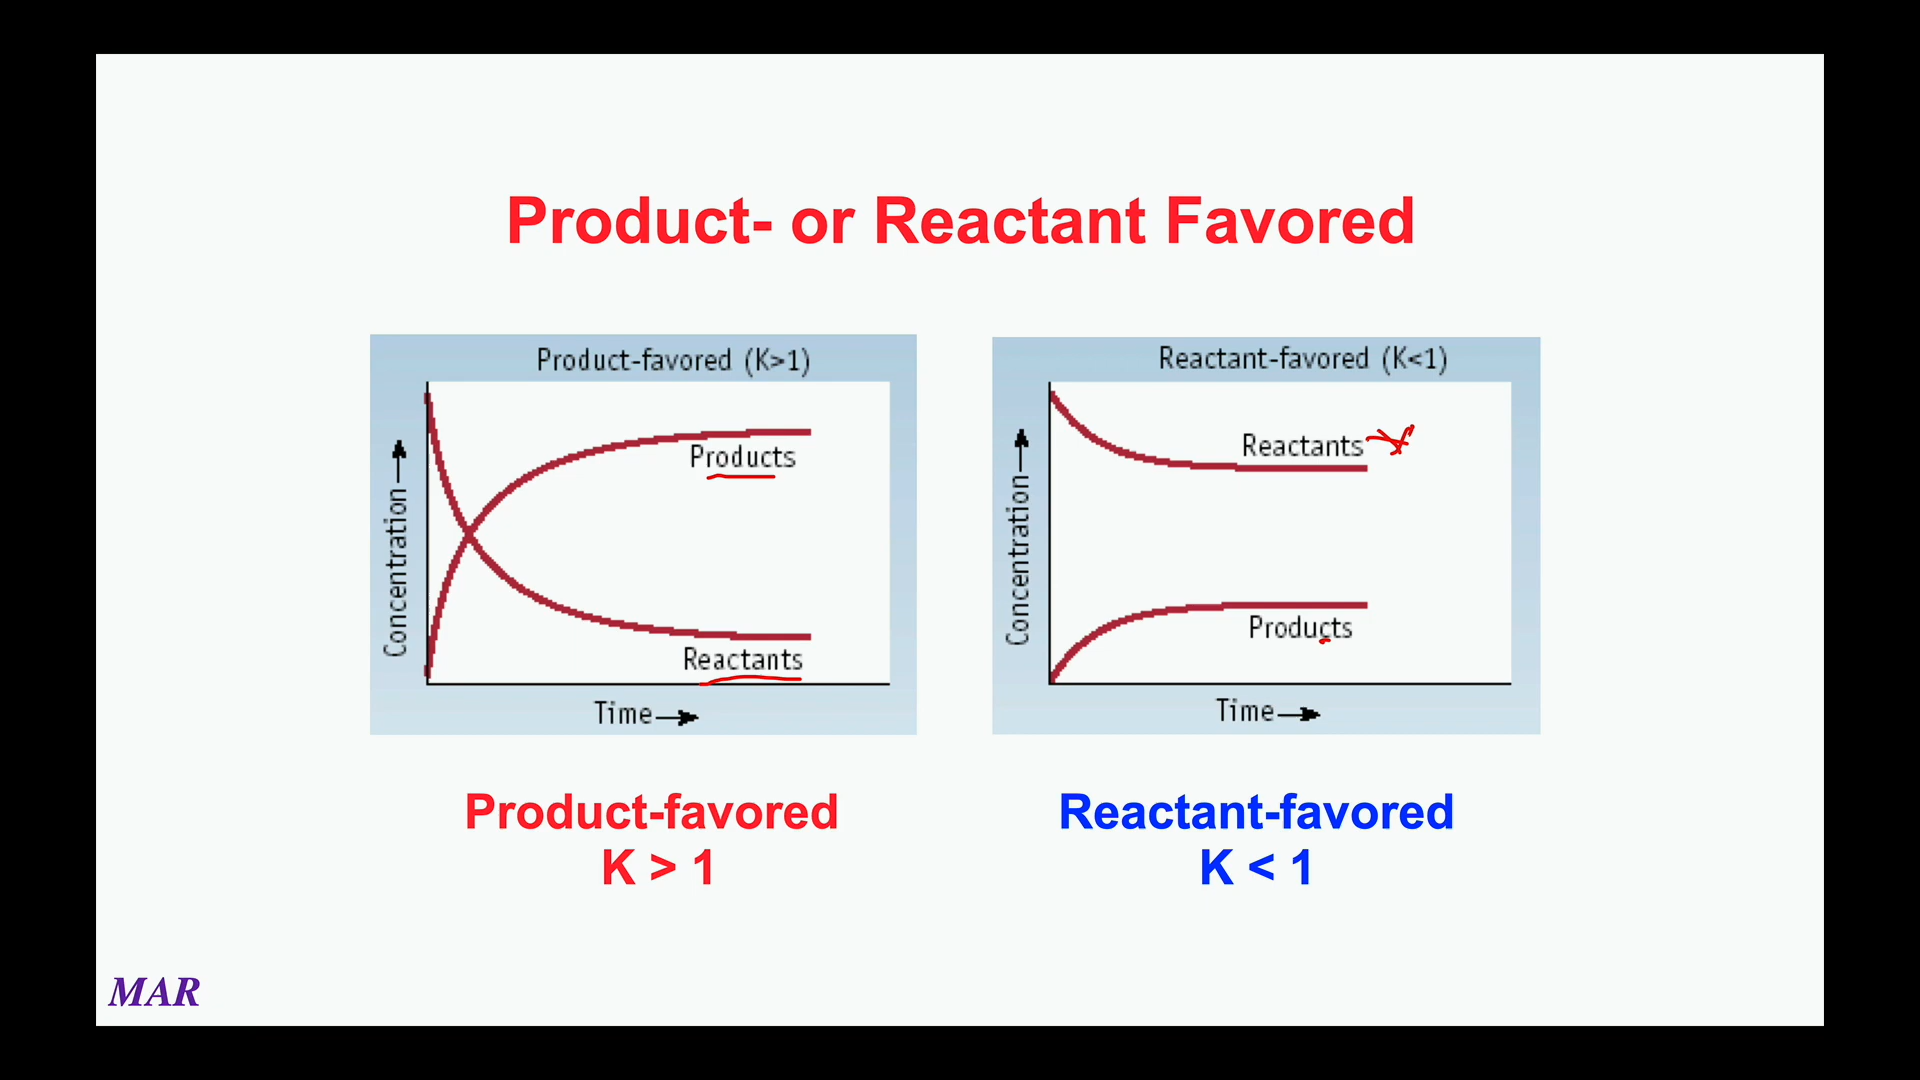 Product- or Reactant Favored
Product-favored (K>1)
Concentration
Products
Reactants
Time
Reactant-favored (K<1)
Concentration
Reactants
Products
Time
Product-favored
K > 1
Reactant-favored
K < 1
MAR